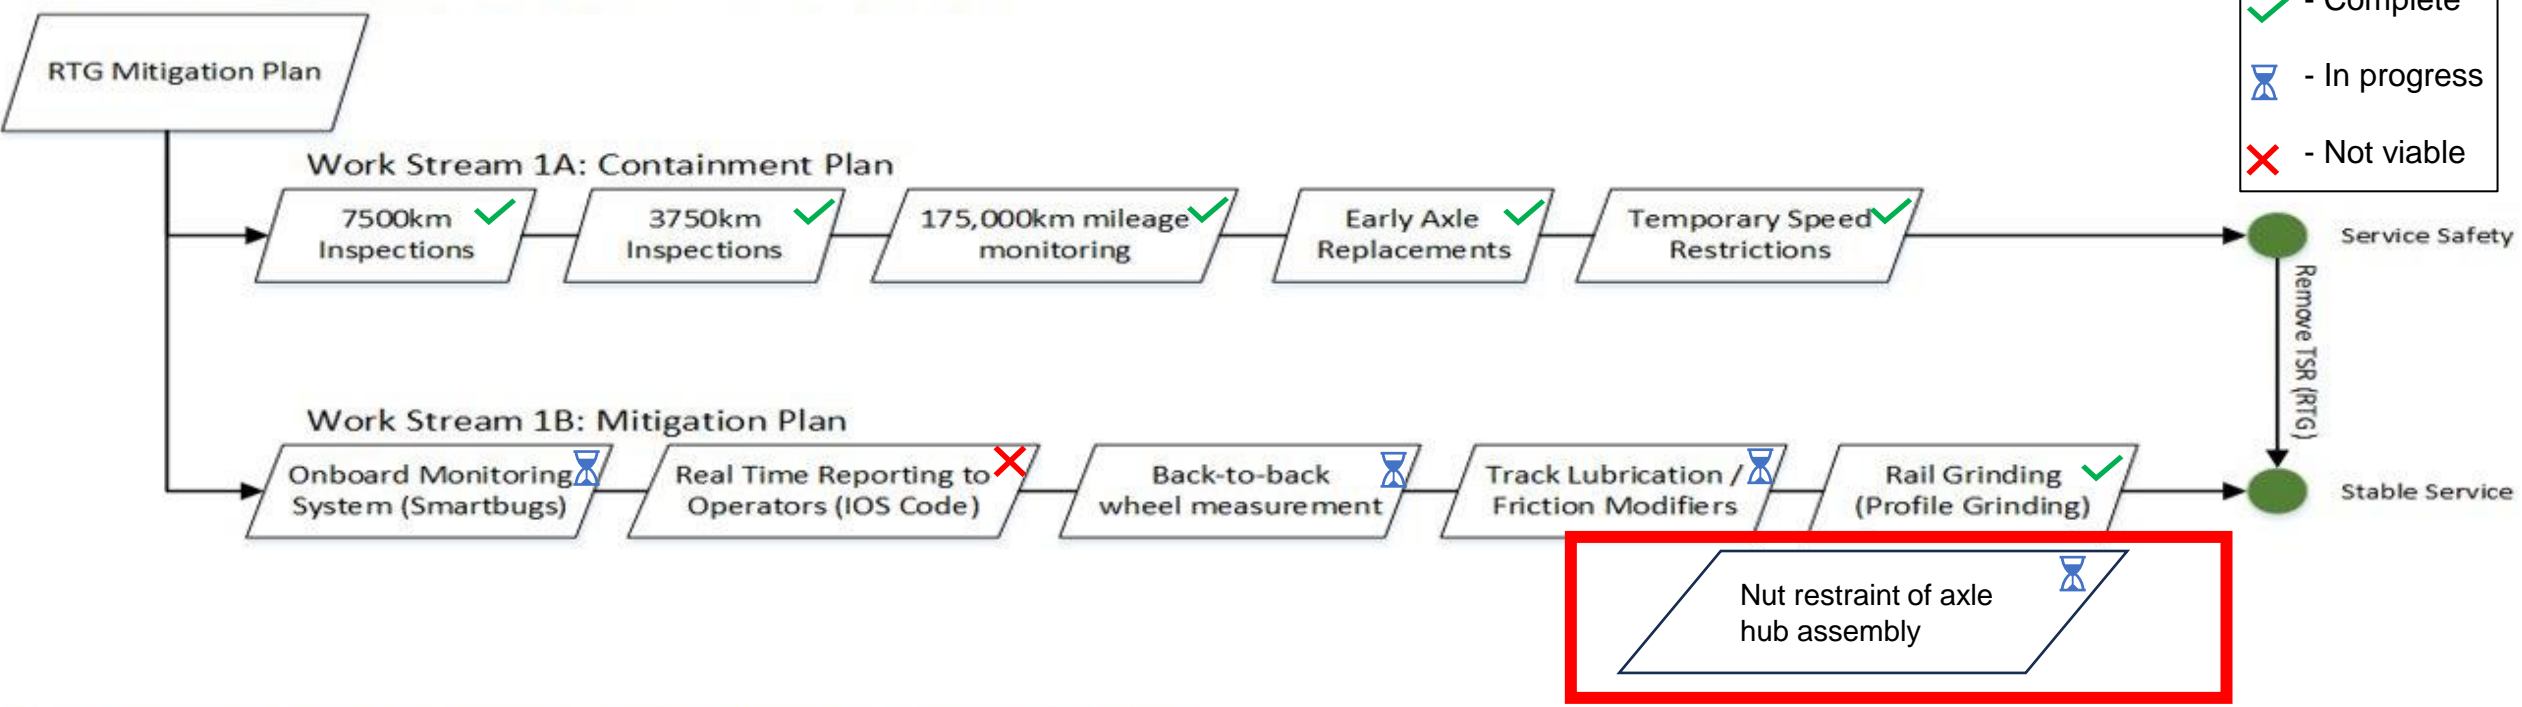 - Complete
- In progress
- Not viable
RTG Mitigation Plan
Work Stream 1A: Containment Plan
7500km
Inspections
3750km
Inspections
175,000km mileage
monitoring
Early Axle
Replacements
Temporary Speed
Restrictions
Service Safety
Remove TSR (RTG)
Work Stream 1B: Mitigation Plan
Onboard Monitoring
System (Smartbugs)
Real Time Reporting to
Operators (IOS Code)
Back-to-back
wheel measurement
Track Lubrication /
Friction Modifiers
Rail Grinding
(Profile Grinding)
Stable Service
Nut restraint of axle
hub assembly